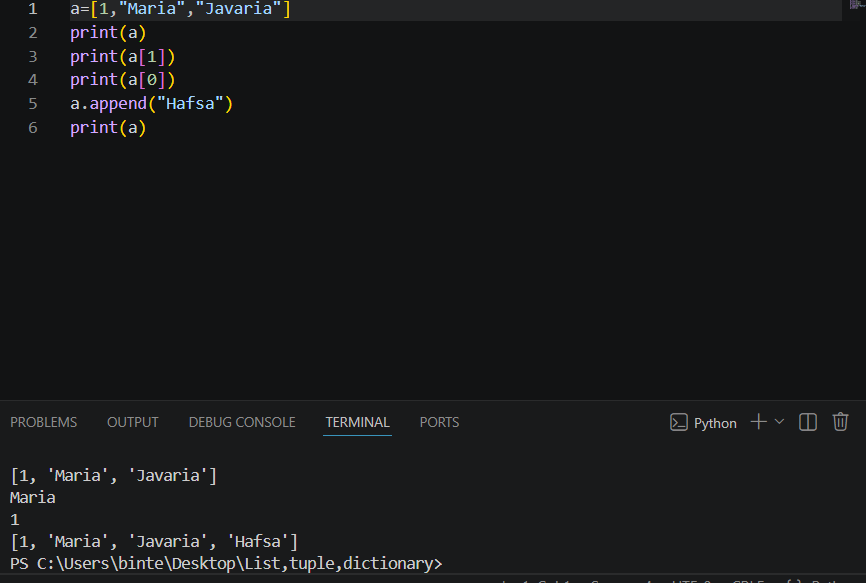 1 a=[1,"Maria","Javaria"]
2 print(a)
3 print(a[1])
4 print(a[0])
5 a.append("Hafsa")
6 print(a)
PROBLEMS OUTPUT DEBUG CONSOLE TERMINAL PORTS Python
[1, 'Maria', 'Javaria']
Maria
1
[1, 'Maria', 'Javaria', 'Hafsa']
PS C:\Users\binte\Desktop\List,tuple,dictionary>